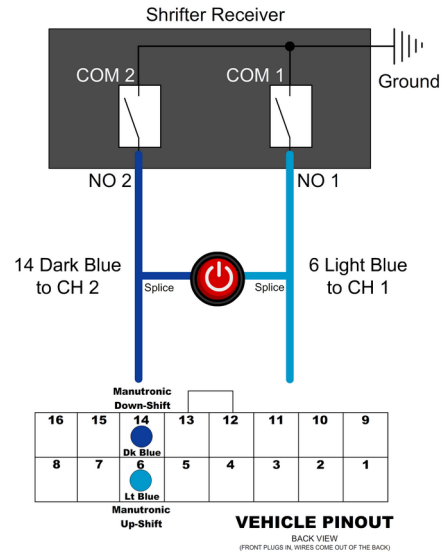 Shrifter Receiver
COM 2
COM 1
Ground
NO 2
NO 1
14 Dark Blue
to CH 2
6 Light Blue
to CH 1
Splice
Splice
Manutronic
Down-Shift
16 15 14 13 12 11 10 9
Dk Blue
8 7 6 5 4 3 2 1
Lt Blue
Manutronic
Up-Shift
VEHICLE PINOUT
BACK VIEW
(FRONT PLUGS IN, WIRES COME OUT OF THE BACK)